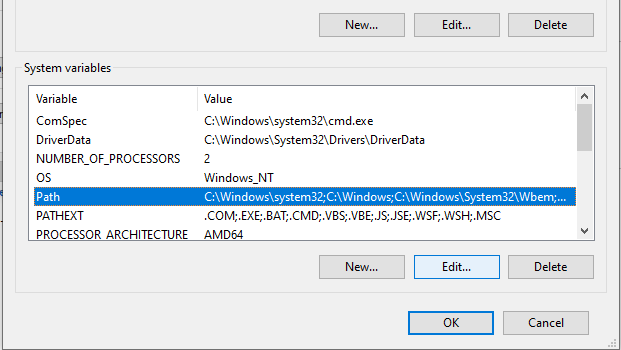 New... Edit... Delete
System variables
Variable Value
ComSpec C:\Windows\system32\cmd.exe
DriverData C:\Windows\System32\Drivers\DriverData
NUMBER_OF_PROCESSORS 2
OS Windows_NT
Path C:\Windows\system32;C:\Windows;C:\Windows\System32\Wbem;...
PATHEXT .COM;.EXE;.BAT;.CMD;.VBS;.VBE;.JS;.JSE;.WSF;.WSH;.MSC
PROCESSOR_ARCHITECTURE AMD64
New... Edit... Delete
OK Cancel